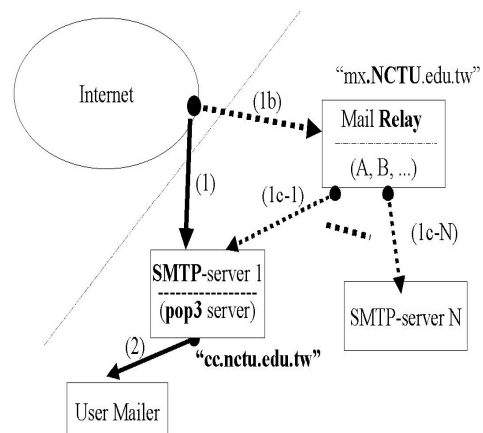 "mx.NCTU.edu.tw"
Internet
(1b)
Mail Relay
(A, B, ...)
(1)
(1c-1)
(1c-N)
SMTP-server 1
(pop3 server)
SMTP-server N
(2)
"cc.nctu.edu.tw"
User Mailer